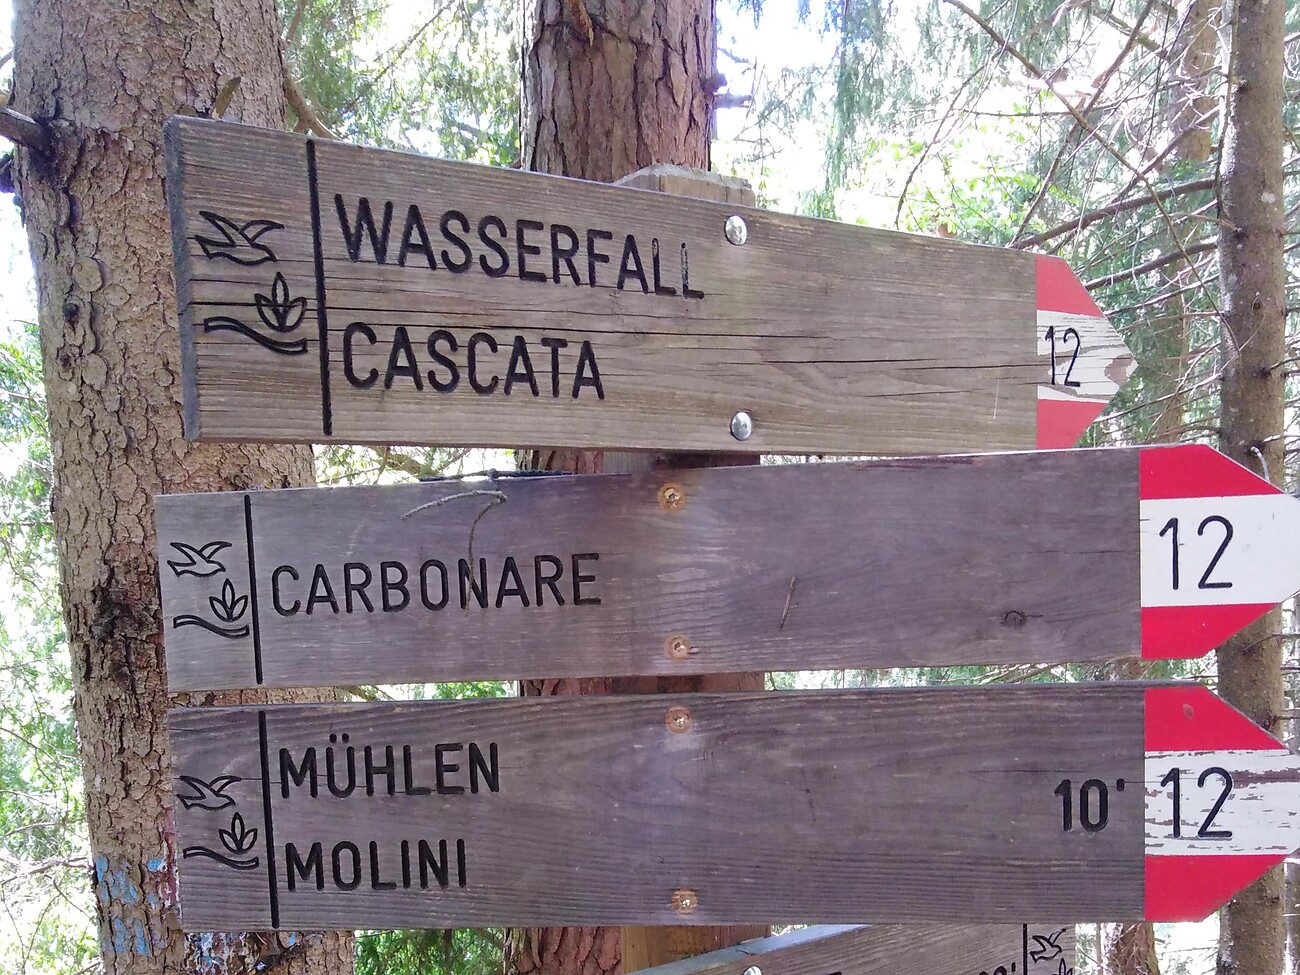 WASSERFALL
CASCATA
12
CARBONARE
12
MÜHLEN
MOLINI
10'
12